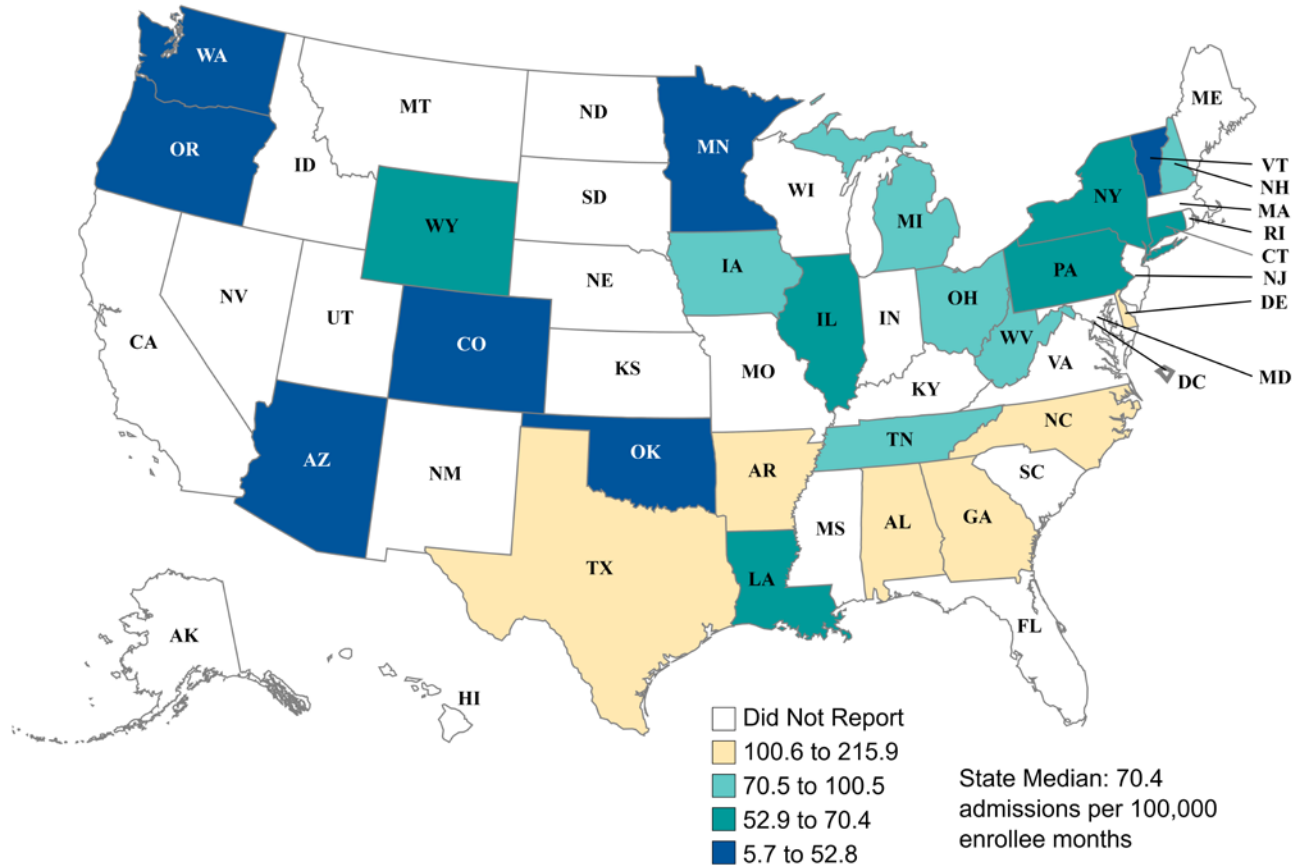 WA
MT
ND
MN
ME
OR
ID
SD
WI
MI
NY
VT
NH
MA
RI
CT
NJ
DE
MD
DC
WY
NE
IA
PA
NV
UT
CO
KS
IL
IN
OH
WV
VA
CA
MO
KY
AZ
NM
OK
AR
TN
NC
SC
TX
LA
MS
AL
GA
FL
AK
HI
Did Not Report
100.6 to 215.9
70.5 to 100.5
52.9 to 70.4
5.7 to 52.8
State Median: 70.4
admissions per 100,000
enrollee months